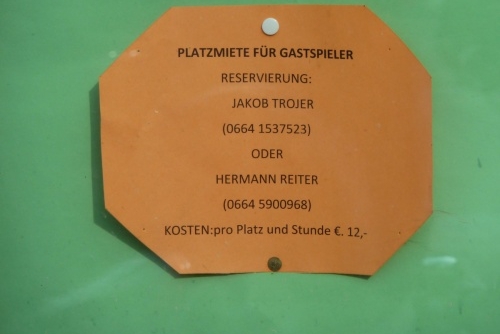 PLATZMIETE FÜR GASTSPIELER
RESERVIERUNG:
JAKOB TROJER
(0664 1537523)
ODER
HERMANN REITER
(0664 5900968)
KOSTEN:pro Platz und Stunde €. 12,-